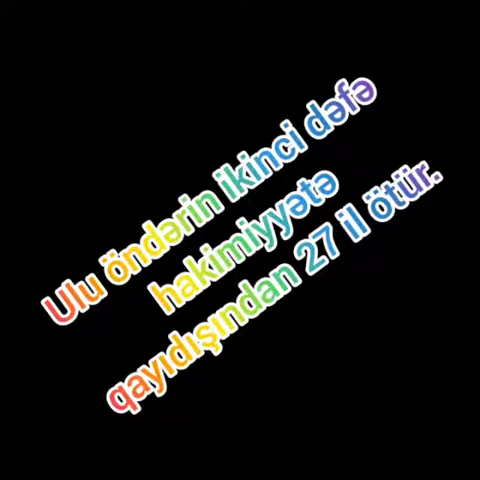 Ulu öndərin ikinci dəfə
hakimiyyətə
qayıdışından 27 il ötür.